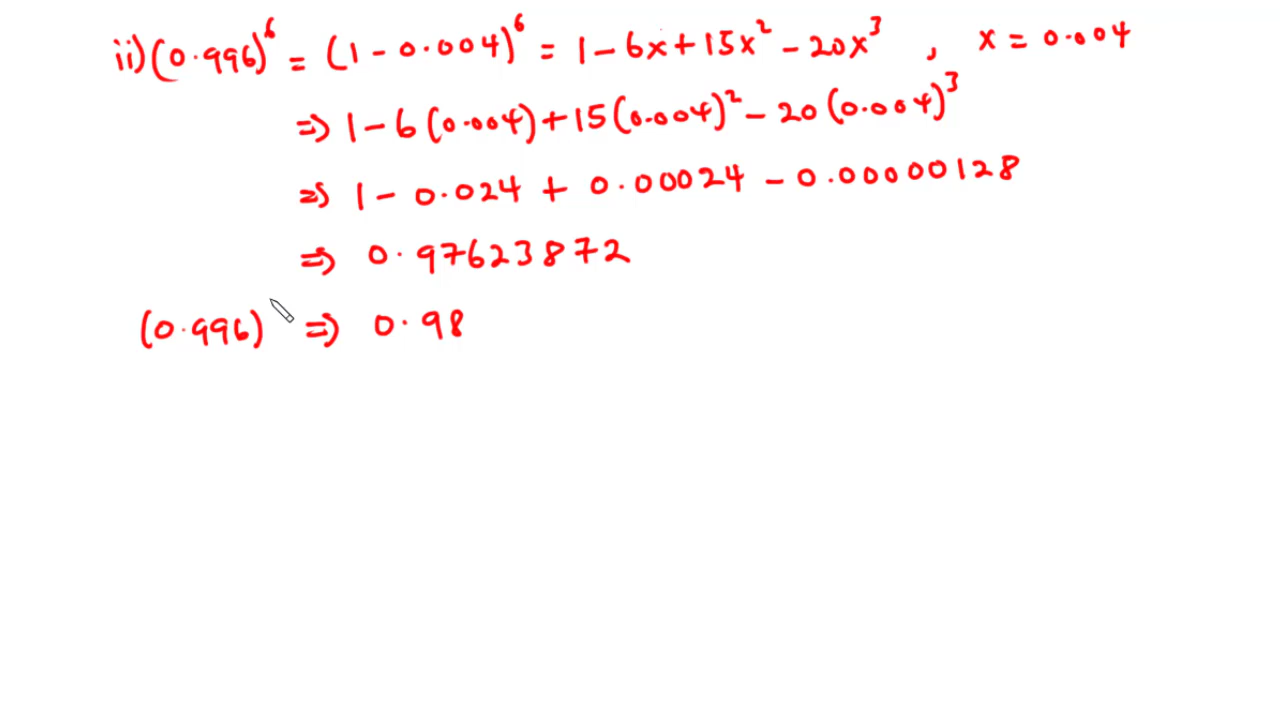 ii) (0.996)^6 = (1 - 0.004)^6 = 1 - 6x + 15x^2 - 20x^3 , x = 0.004
=> 1 - 6(0.004) + 15(0.004)^2 - 20(0.004)^3
=> 1 - 0.024 + 0.00024 - 0.00000128
=> 0.97623872
(0.996) => 0.98